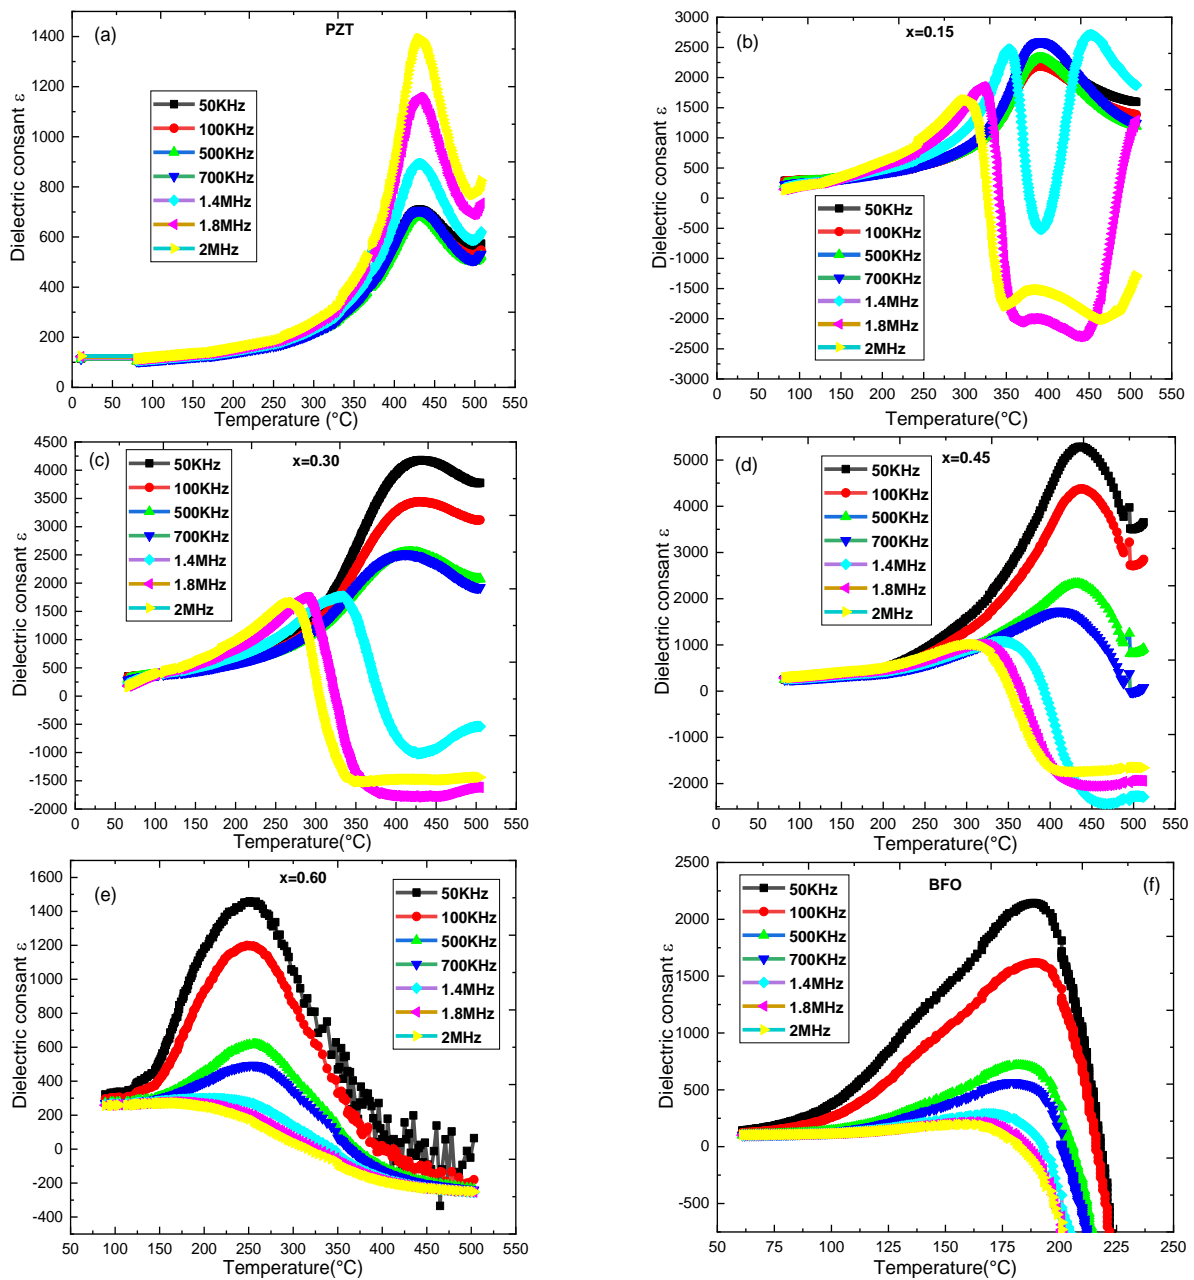 (a)
PZT
50KHz
100KHz
500KHz
700KHz
1.4MHz
1.8MHz
2MHz
Dielectric consant ε
1400
1200
1000
800
600
400
200
0
0 50 100 150 200 250 300 350 400 450 500 550
Temperature (°C)
(b)
x=0.15
50KHz
100KHz
500KHz
700KHz
1.4MHz
1.8MHz
2MHz
Dielectric consant ε
3000
2500
2000
1500
1000
500
0
-500
-1000
-1500
-2000
-2500
-3000
0 50 100 150 200 250 300 350 400 450 500 550
Temperature(°C)
(c)
x=0.30
50KHz
100KHz
500KHz
700KHz
1.4MHz
1.8MHz
2MHz
Dielectric consant ε
4500
4000
3500
3000
2500
2000
1500
1000
500
0
-500
-1000
-1500
-2000
0 50 100 150 200 250 300 350 400 450 500 550
Temperature(°C)
(d)
x=0.45
50KHz
100KHz
500KHz
700KHz
1.4MHz
1.8MHz
2MHz
Dielectric consant ε
5000
4000
3000
2000
1000
0
-1000
-2000
0 50 100 150 200 250 300 350 400 450 500 550
Temperature(°C)
(e)
x=0.60
50KHz
100KHz
500KHz
700KHz
1.4MHz
1.8MHz
2MHz
Dielectric consant ε
1600
1400
1200
1000
800
600
400
200
0
-200
-400
50 100 150 200 250 300 350 400 450 500 550
Temperature(°C)
(f)
BFO
50KHz
100KHz
500KHz
700KHz
1.4MHz
1.8MHz
2MHz
Dielectric consant ε
2500
2000
1500
1000
500
0
-500
50 75 100 125 150 175 200 225 250
Temperature(°C)